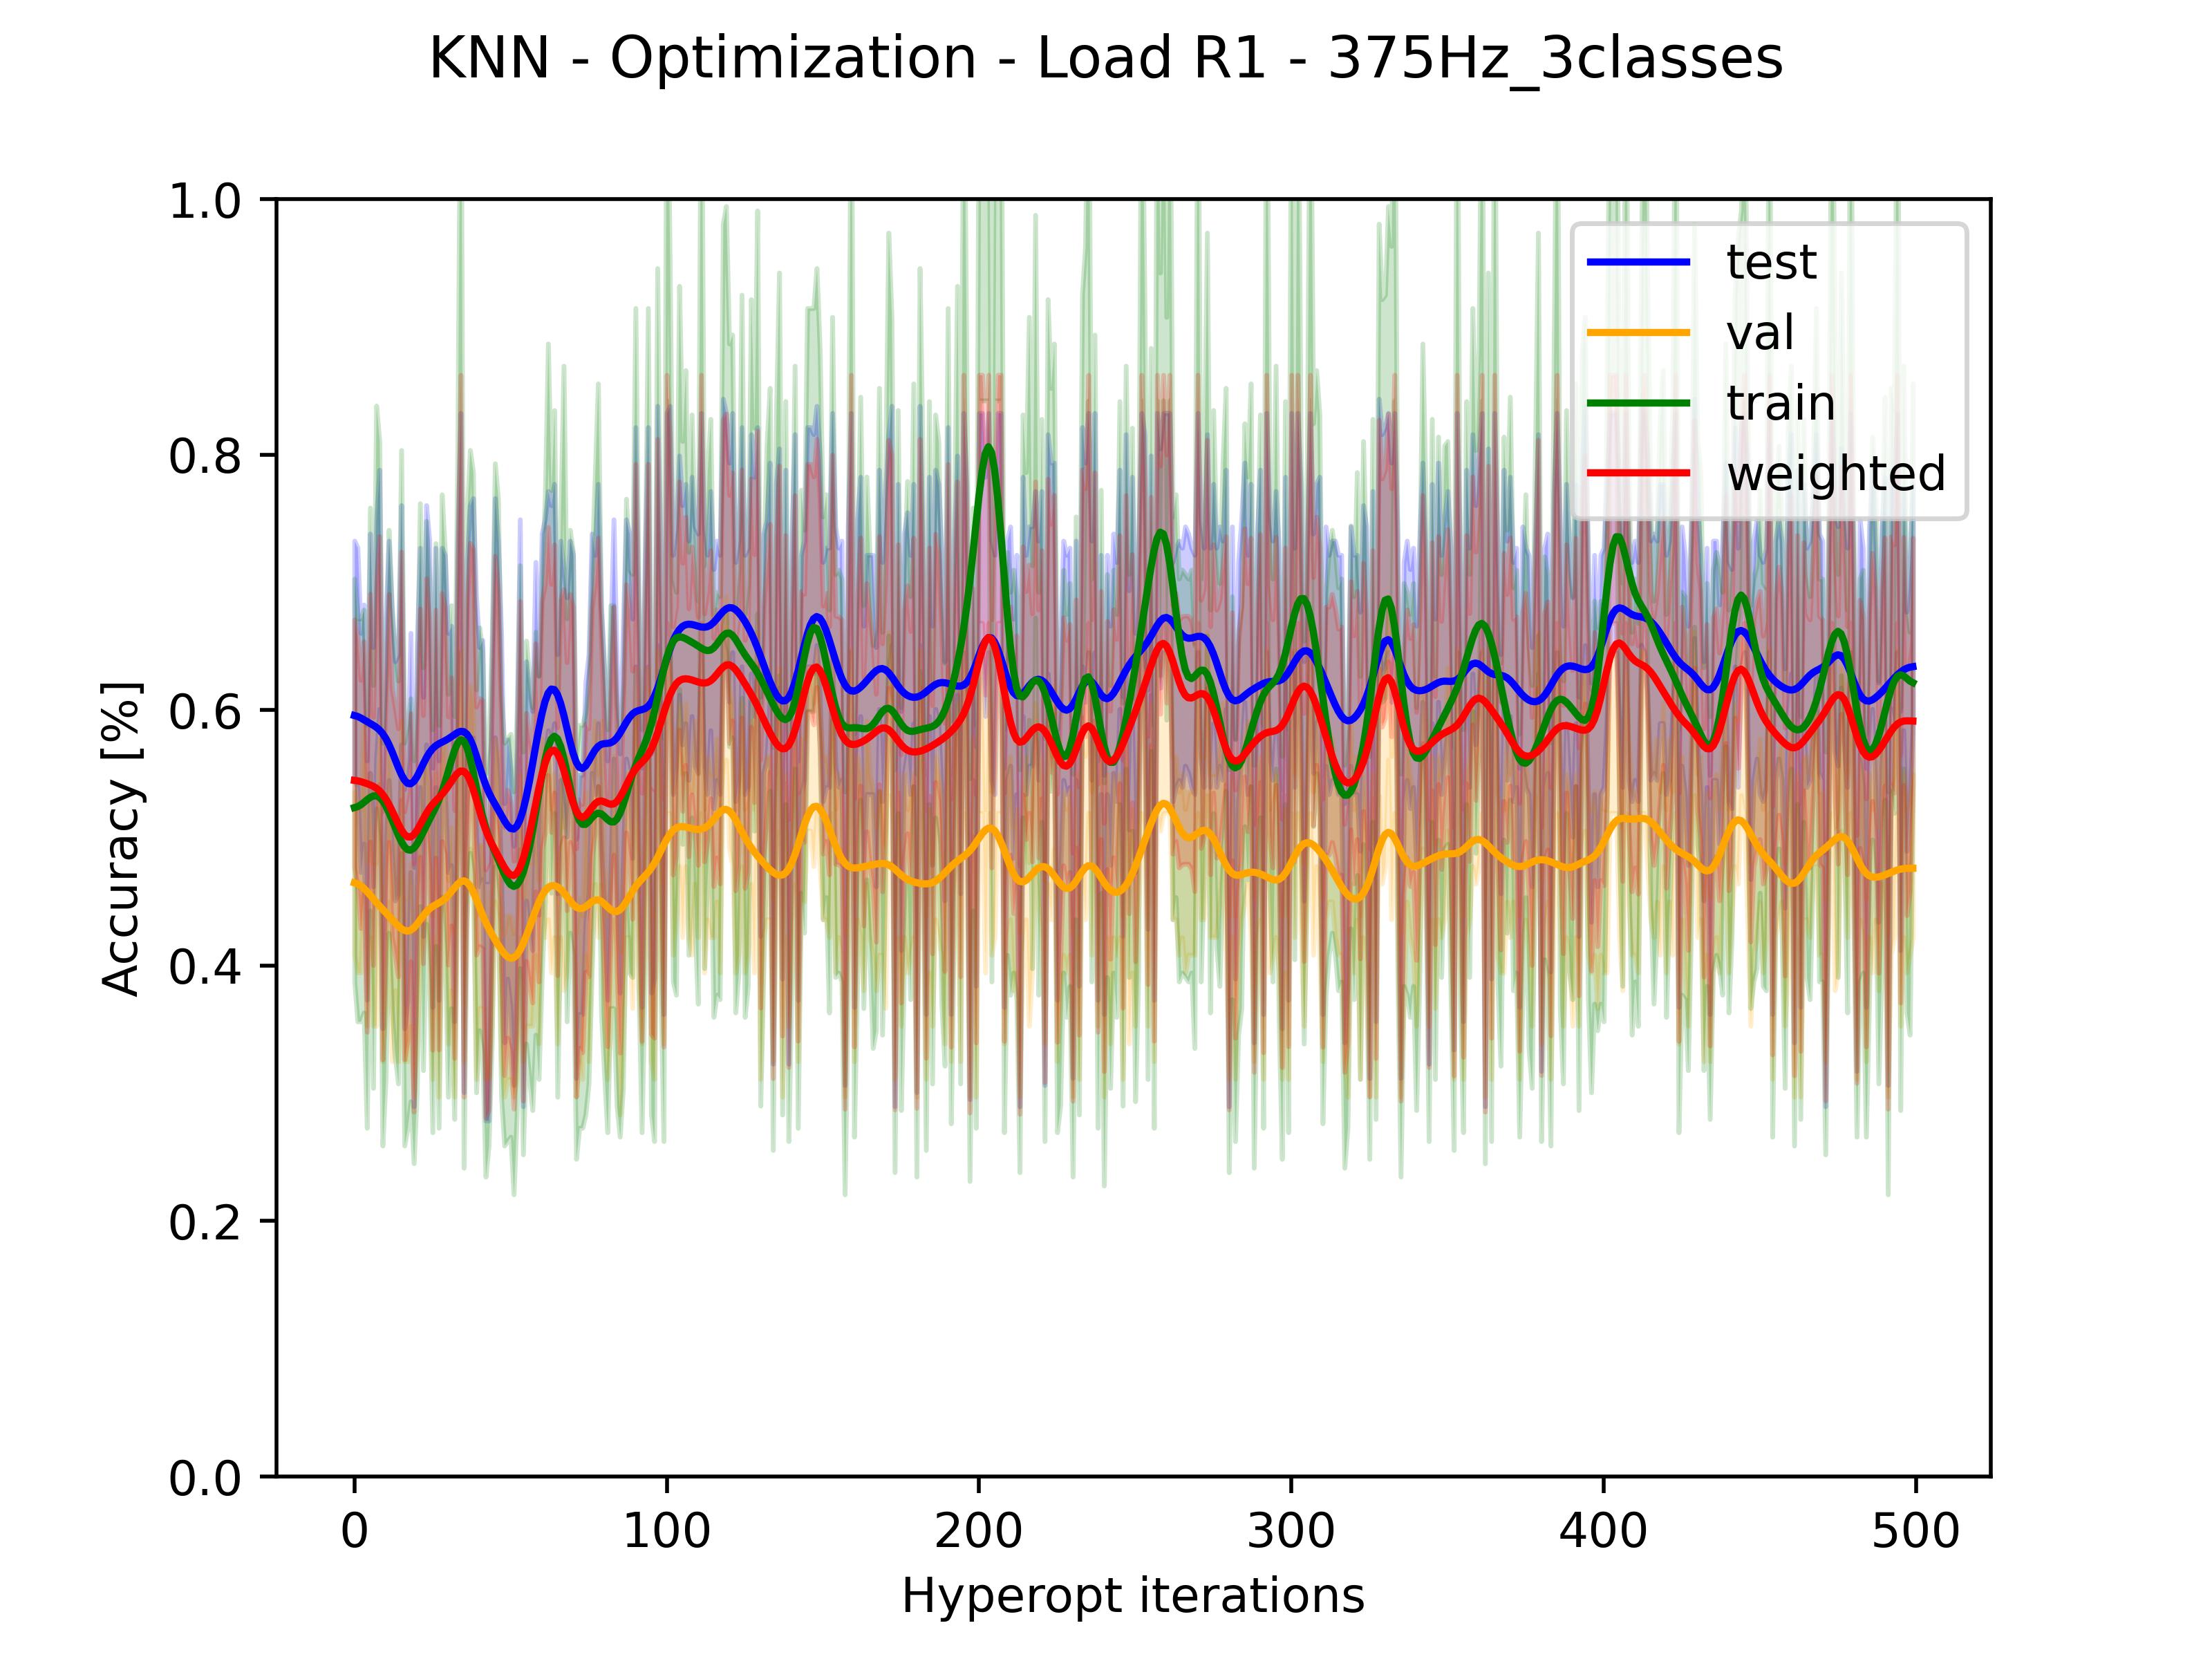 KNN - Optimization - Load R1 - 375Hz_3classes
1.0
0.8
0.6
0.4
0.2
0.0
Accuracy [%]
test
val
train
weighted
0 100 200 300 400 500
Hyperopt iterations